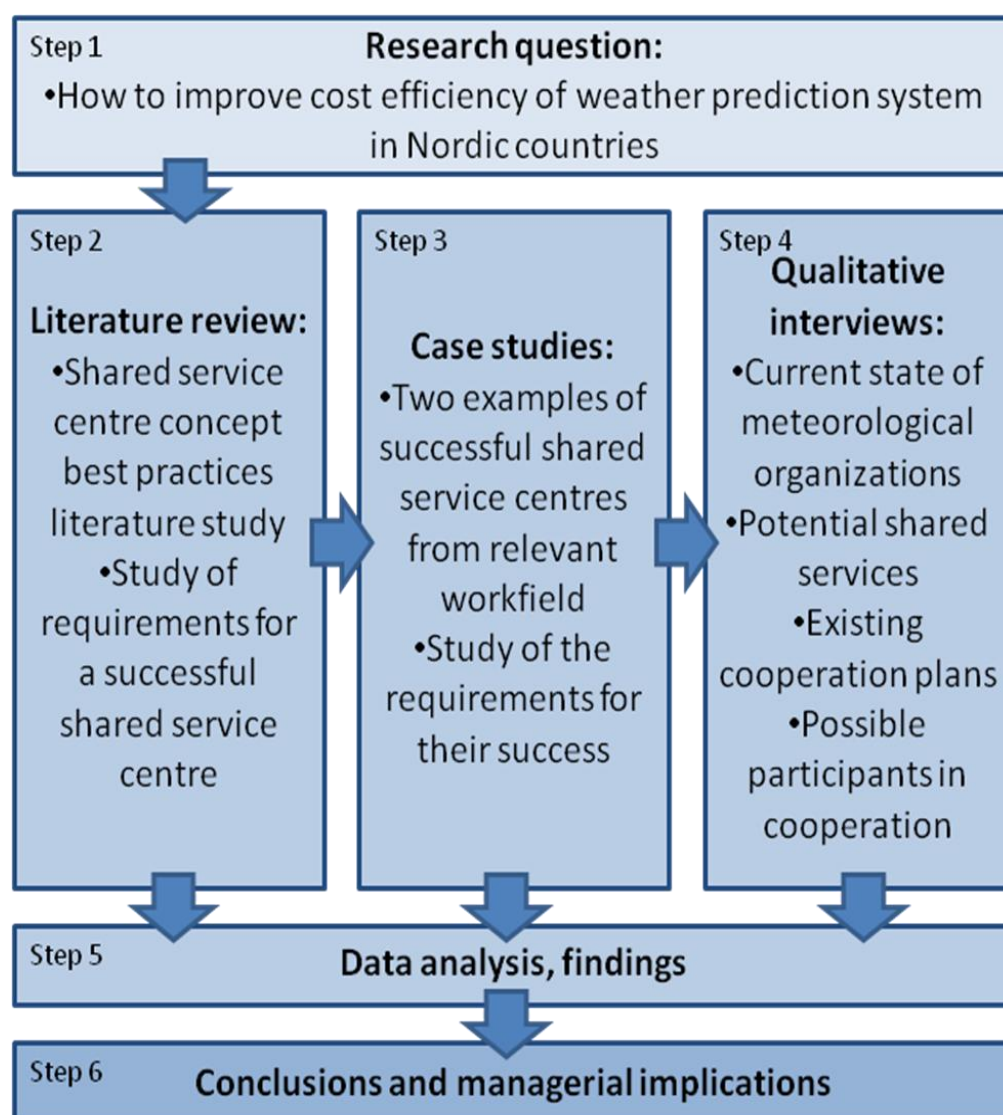 Step 1
Research question:
•How to improve cost efficiency of weather prediction system
in Nordic countries
Step 2
Literature review:
•Shared service
centre concept
best practices
literature study
•Study of
requirements for
a successful
shared service
centre
Step 3
Case studies:
•Two examples of
successful shared
service centres
from relevant
workfield
•Study of the
requirements for
their success
Step 4
Qualitative
interviews:
•Current state of
meteorological
organizations
•Potential shared
services
•Existing
cooperation plans
•Possible
participants in
cooperation
Step 5
Data analysis, findings
Step 6
Conclusions and managerial implications